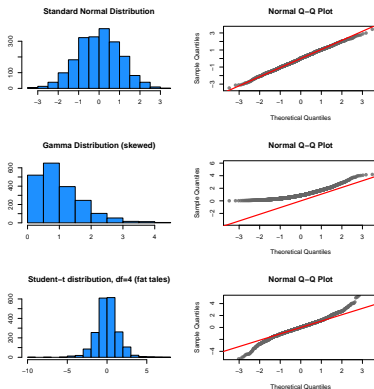 Standard Normal Distribution
0 100 300
−3 −2 −1 0 1 2 3
Normal Q−Q Plot
Sample Quantiles
−3 −1 1 3
−3 −1 0 1 2 3
Theoretical Quantiles
Gamma Distribution (skewed)
0 200 400 600
0 1 2 3 4
Normal Q−Q Plot
Sample Quantiles
−2 0 2 4 6
−3 −1 0 1 2 3
Theoretical Quantiles
Student−t distribution, df=4 (fat tales)
0 200 400 600
−10 −5 0 5
Normal Q−Q Plot
Sample Quantiles
−4 0 2 4
−3 −1 0 1 2 3
Theoretical Quantiles